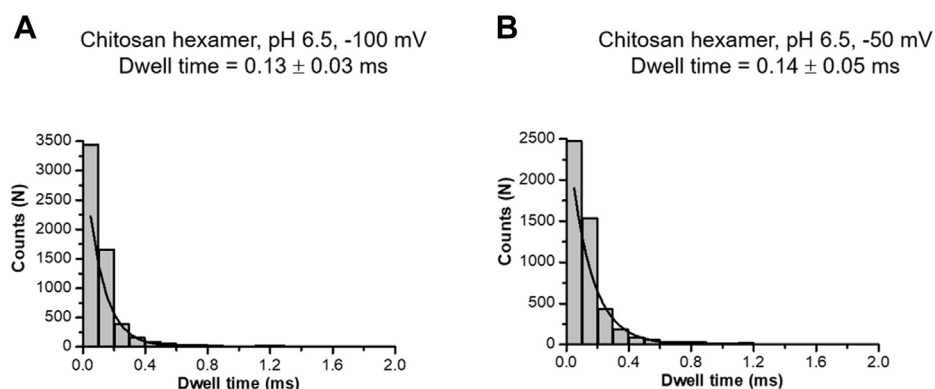 A
Chitosan hexamer, pH 6.5, -100 mV
Dwell time = 0.13 ± 0.03 ms
Counts (N)
3500
3000
2500
2000
1500
1000
500
0
0.0 0.4 0.8 1.2 1.6 2.0
Dwell time (ms)
B
Chitosan hexamer, pH 6.5, -50 mV
Dwell time = 0.14 ± 0.05 ms
Counts (N)
2500
2000
1500
1000
500
0
0.0 0.4 0.8 1.2 1.6 2.0
Dwell time (ms)